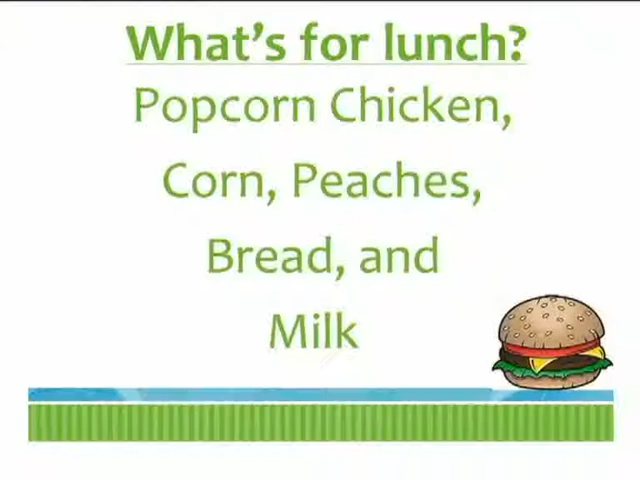 What's for lunch?
Popcorn Chicken,
Corn, Peaches,
Bread, and
Milk